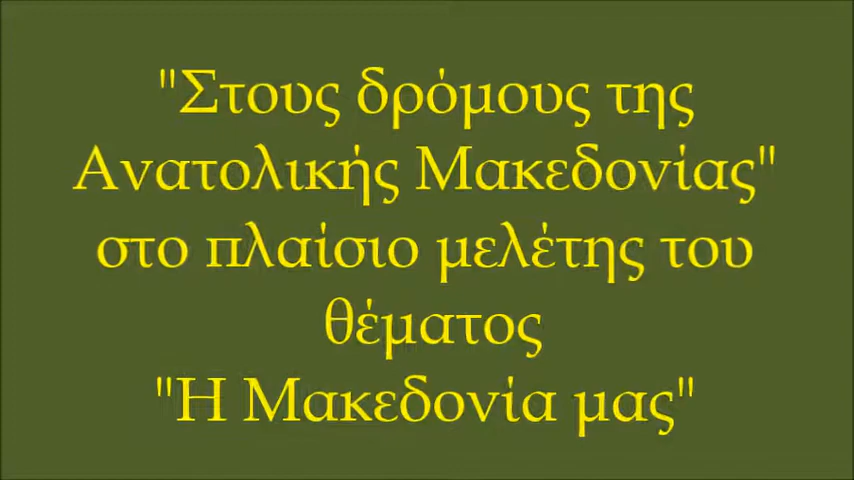 "Στους δρόμους της
Ανατολικής Μακεδονίας"
στο πλαίσιο μελέτης του
θέματος
"Η Μακεδονία μας"